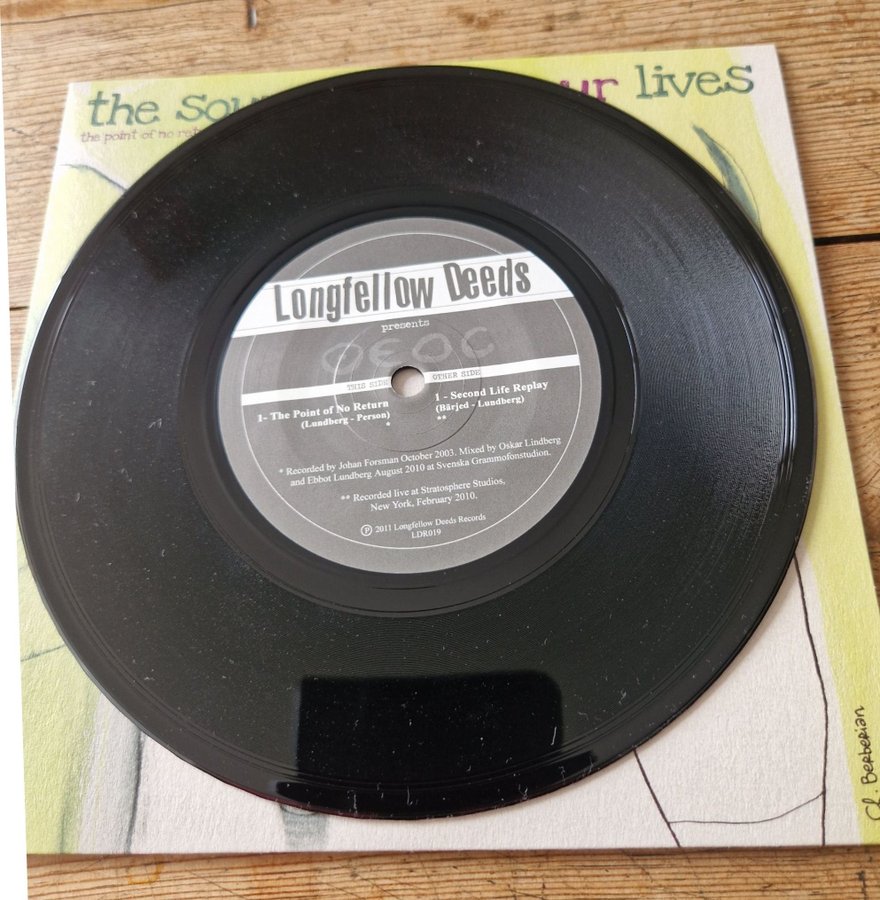 the sou ur lives
the point of no ret
Longfellow Deeds
presents
OEOC
THIS SIDE OTHER SIDE
1- The Point of No Return
(Lundberg - Person)
*
1 - Second Life Replay
(Bärjed - Lundberg)
**
* Recorded by Johan Forsman October 2003. Mixed by Oskar Lindberg
and Ebbot Lundberg August 2010 at Svenska Grammofonstudion.
** Recorded live at Stratosphere Studios,
New York, February 2010.
℗ 2011 Longfellow Deeds Records
LDR019
Ch. Berberian